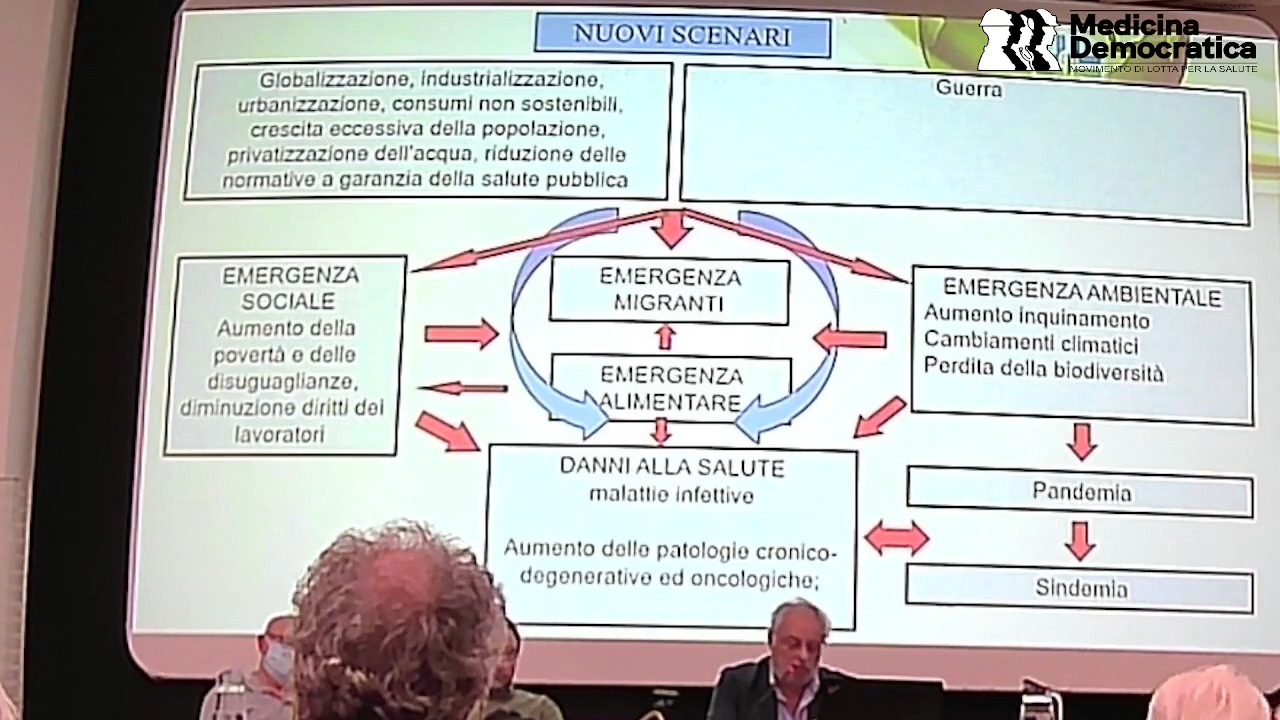 NUOVI SCENARI
Medicina
Democratica
MOVIMENTO DI LOTTA PER LA SALUTE
Globalizzazione, industrializzazione,
urbanizzazione, consumi non sostenibili,
crescita eccessiva della popolazione,
privatizzazione dell'acqua, riduzione delle
normative a garanzia della salute pubblica
Guerra
EMERGENZA
SOCIALE
Aumento della
povertà e delle
disuguaglianze,
diminuzione diritti dei
lavoratori
EMERGENZA
MIGRANTI
EMERGENZA
ALIMENTARE
EMERGENZA AMBIENTALE
Aumento inquinamento
Cambiamenti climatici
Perdita della biodiversità
DANNI ALLA SALUTE
malattie infettive
Aumento delle patologie cronico-
degenerative ed oncologiche;
Pandemia
Sindemia